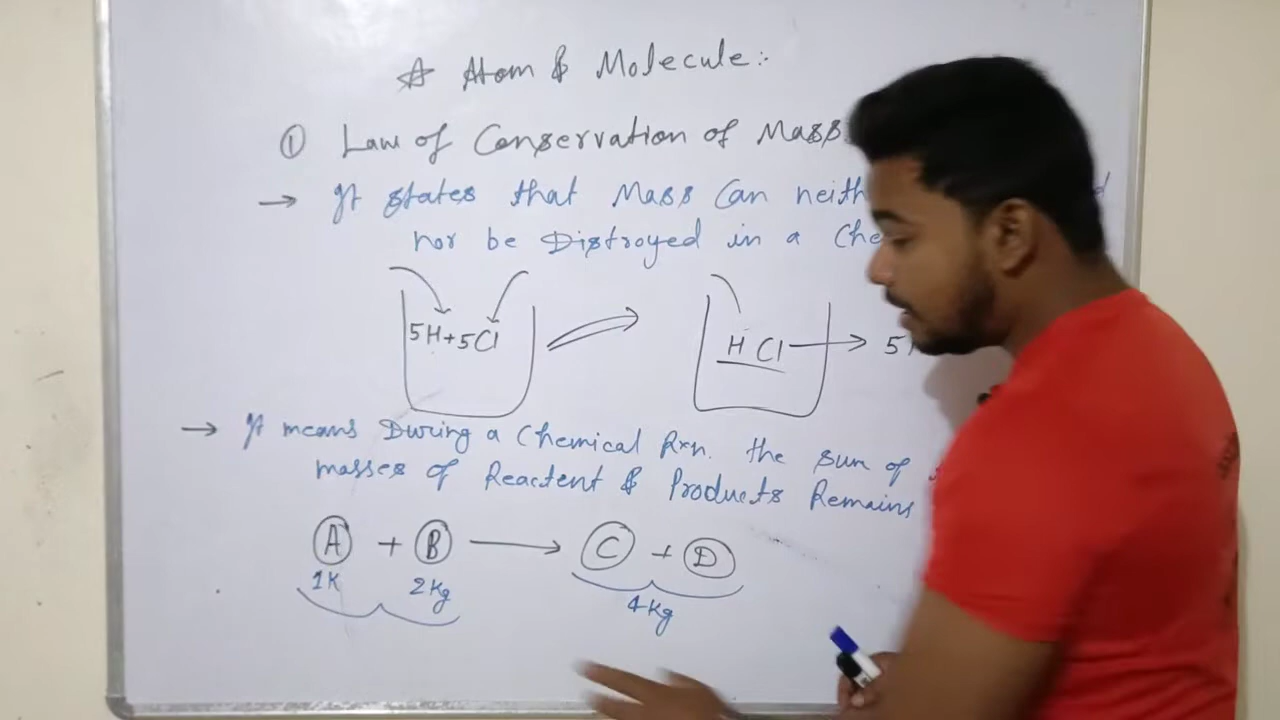 Atom & Molecule:-
① Law of Conservation of Mass
→ It states that Mass Can neith
nor be Distroyed in a Che
5H+5Cl
H Cl → 5
→ It means During a Chemical Rxn. the sum of
masses of Reactent & Products Remains
A + B → C + D
1K 2Kg 4Kg